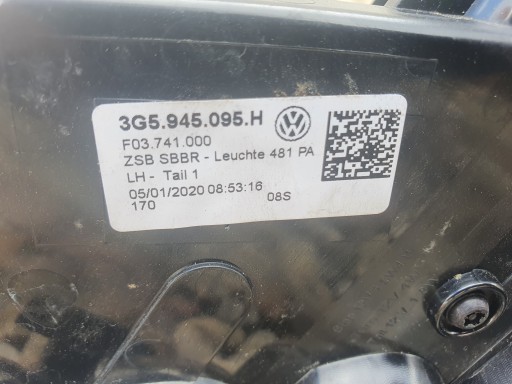 3G5.945.095.H
F03.741.000
ZSB SBBR - Leuchte 481 PA
LH - Tail 1
05/01/2020 08:53:16
170 08S